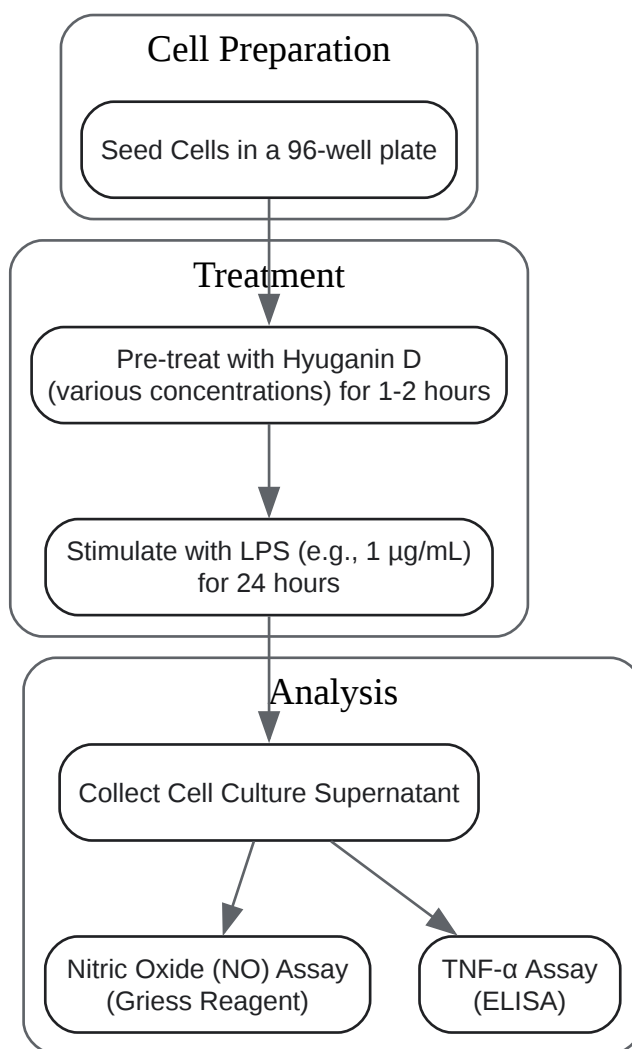 Cell Preparation
Seed Cells in a 96-well plate
Treatment
Pre-treat with Hyuganin D
(various concentrations) for 1-2 hours
Stimulate with LPS (e.g., 1 µg/mL)
for 24 hours
Analysis
Collect Cell Culture Supernatant
Nitric Oxide (NO) Assay
(Griess Reagent)
TNF-α Assay
(ELISA)